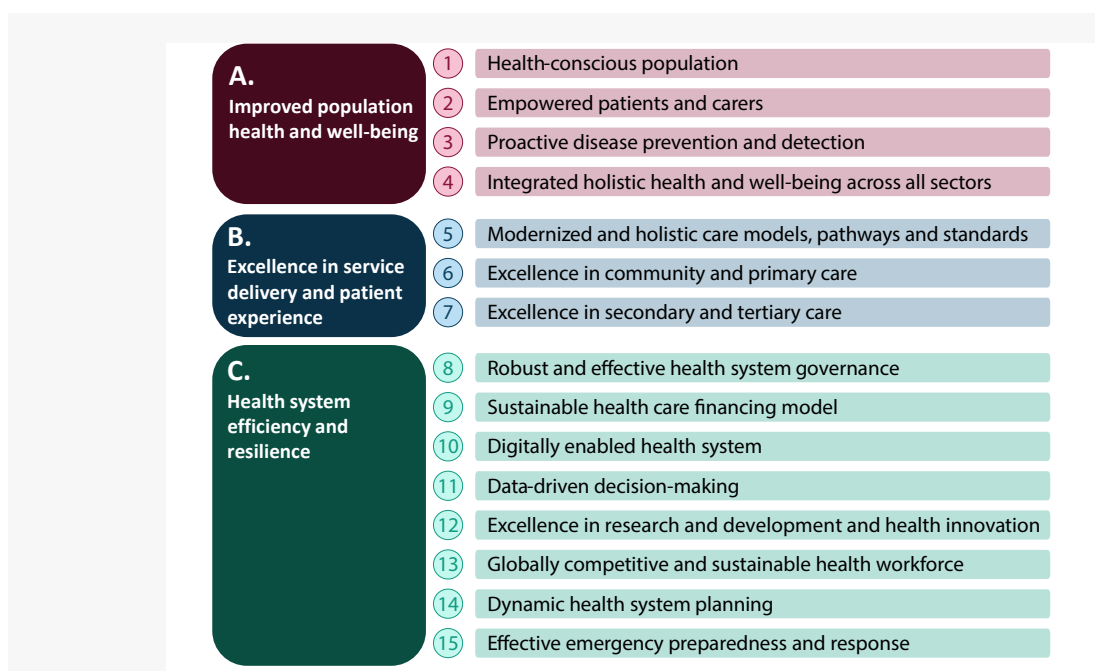 A.
Improved population
health and well-being
1 Health-conscious population
2 Empowered patients and carers
3 Proactive disease prevention and detection
4 Integrated holistic health and well-being across all sectors
B.
Excellence in service
delivery and patient
experience
5 Modernized and holistic care models, pathways and standards
6 Excellence in community and primary care
7 Excellence in secondary and tertiary care
C.
Health system
efficiency and
resilience
8 Robust and effective health system governance
9 Sustainable health care financing model
10 Digitally enabled health system
11 Data-driven decision-making
12 Excellence in research and development and health innovation
13 Globally competitive and sustainable health workforce
14 Dynamic health system planning
15 Effective emergency preparedness and response